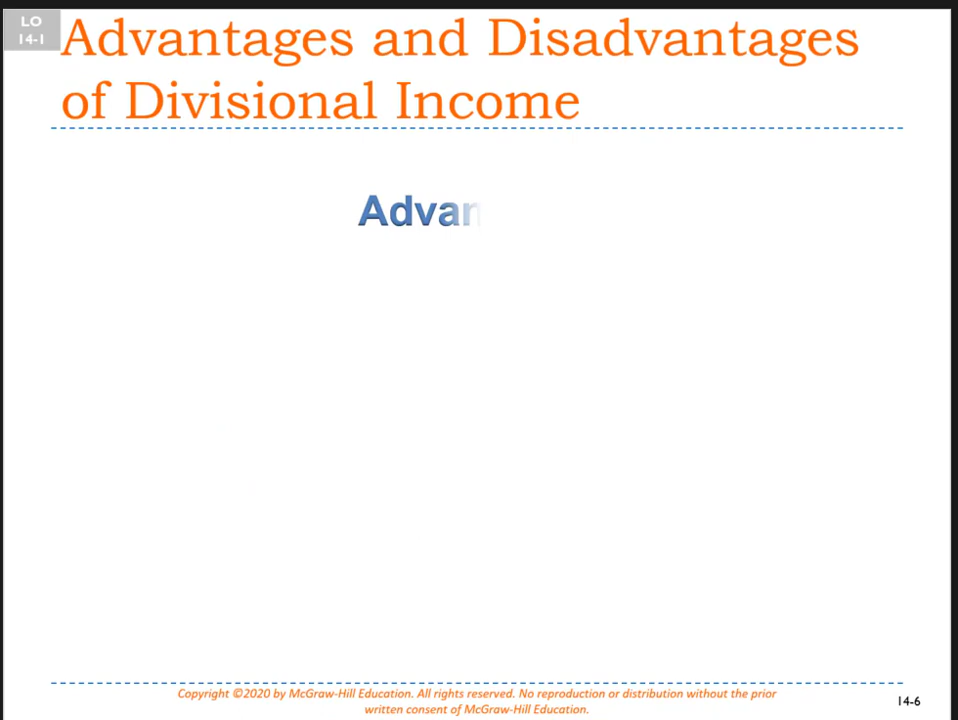 LO
14-1
Advantages and Disadvantages
of Divisional Income
Advan
Copyright ©2020 by McGraw-Hill Education. All rights reserved. No reproduction or distribution without the prior
written consent of McGraw-Hill Education.
14-6